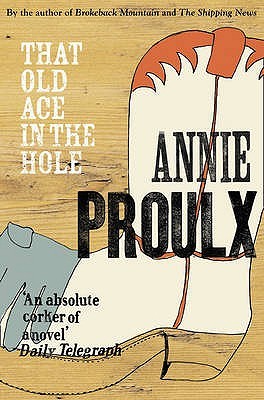 By the author of Brokeback Mountain and The Shipping News
THAT
OLD
ACE
IN THE
HOLE
ANNIE
PROULX
'An absolute
corker of
a novel'
Daily Telegraph